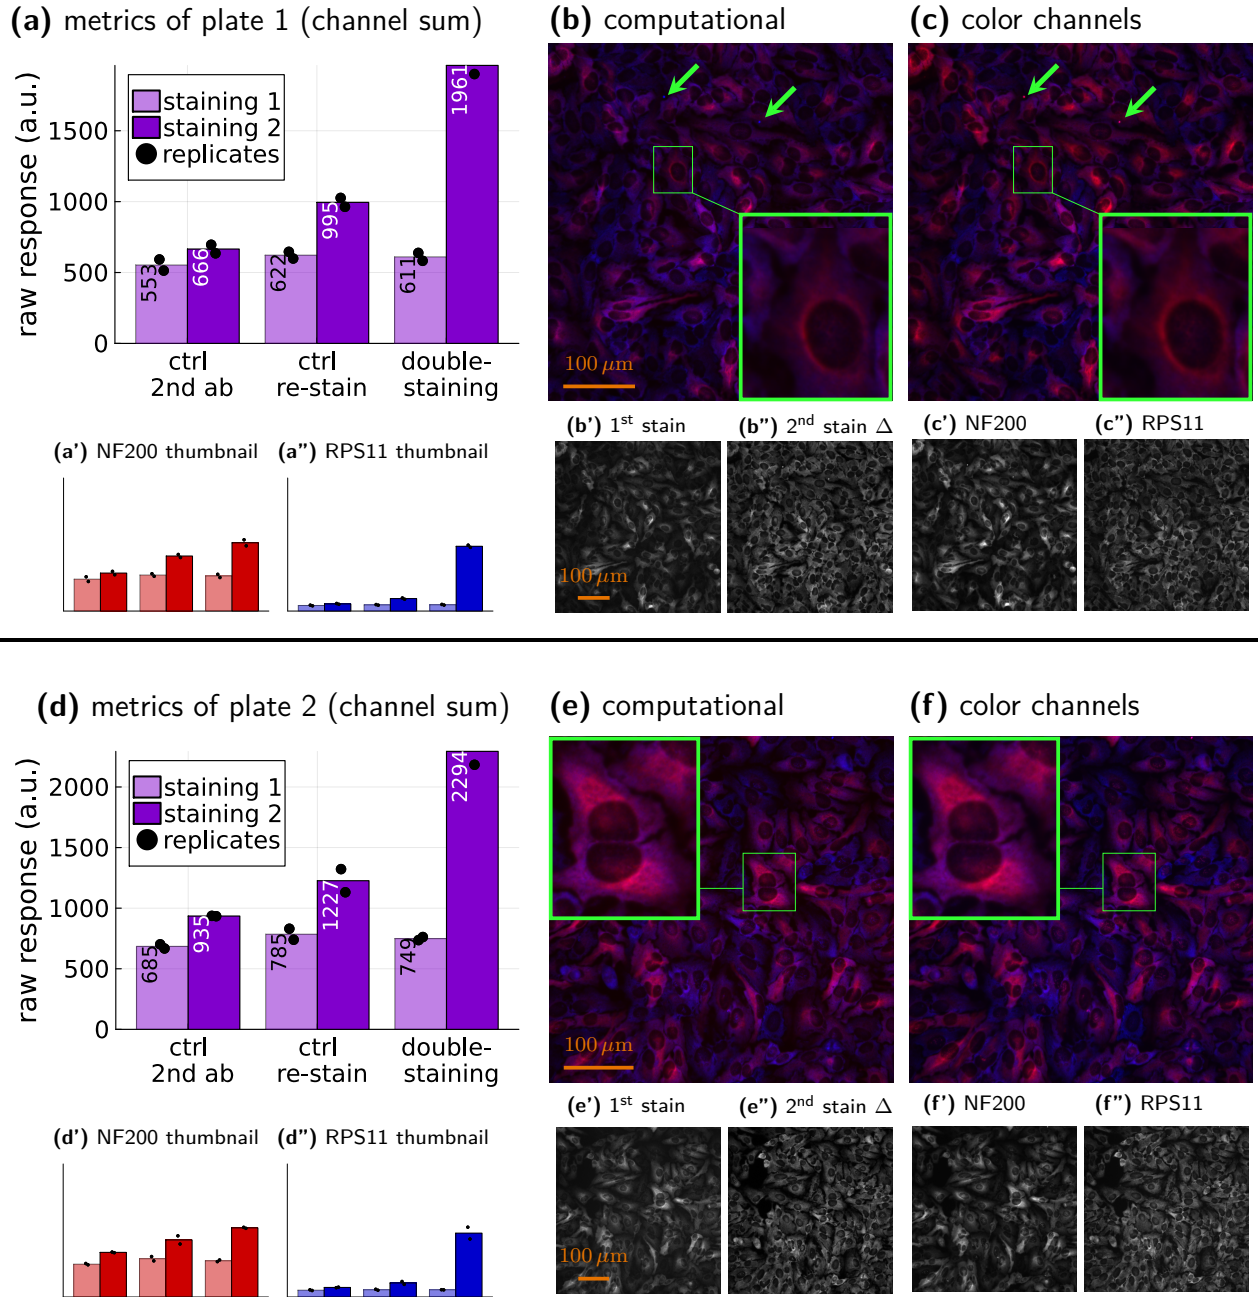 (a) metrics of plate 1 (channel sum)
raw response (a.u.)
1500
1000
500
0
staining 1
staining 2
replicates
553
666
622
995
611
1961
ctrl
2nd ab
ctrl
re-stain
double-
staining
(a') NF200 thumbnail
(a") RPS11 thumbnail
(b) computational
100 μm
(b') 1st stain
(b") 2nd stain Δ
100 μm
(c) color channels
(c') NF200
(c") RPS11
(d) metrics of plate 2 (channel sum)
raw response (a.u.)
2000
1500
1000
500
0
staining 1
staining 2
replicates
685
935
785
1227
749
2294
ctrl
2nd ab
ctrl
re-stain
double-
staining
(d') NF200 thumbnail
(d") RPS11 thumbnail
(e) computational
100 μm
(e') 1st stain
(e") 2nd stain Δ
100 μm
(f) color channels
(f') NF200
(f") RPS11